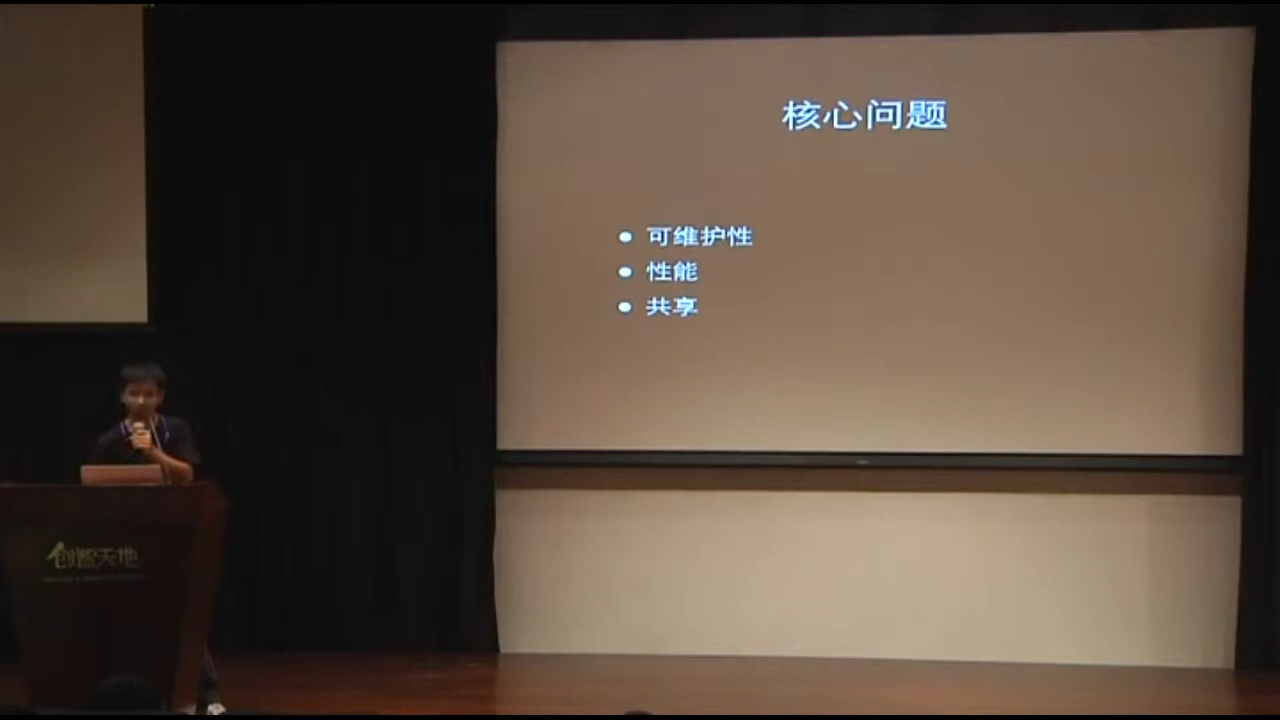 核心问题
可维护性
性能
共享
创智天地